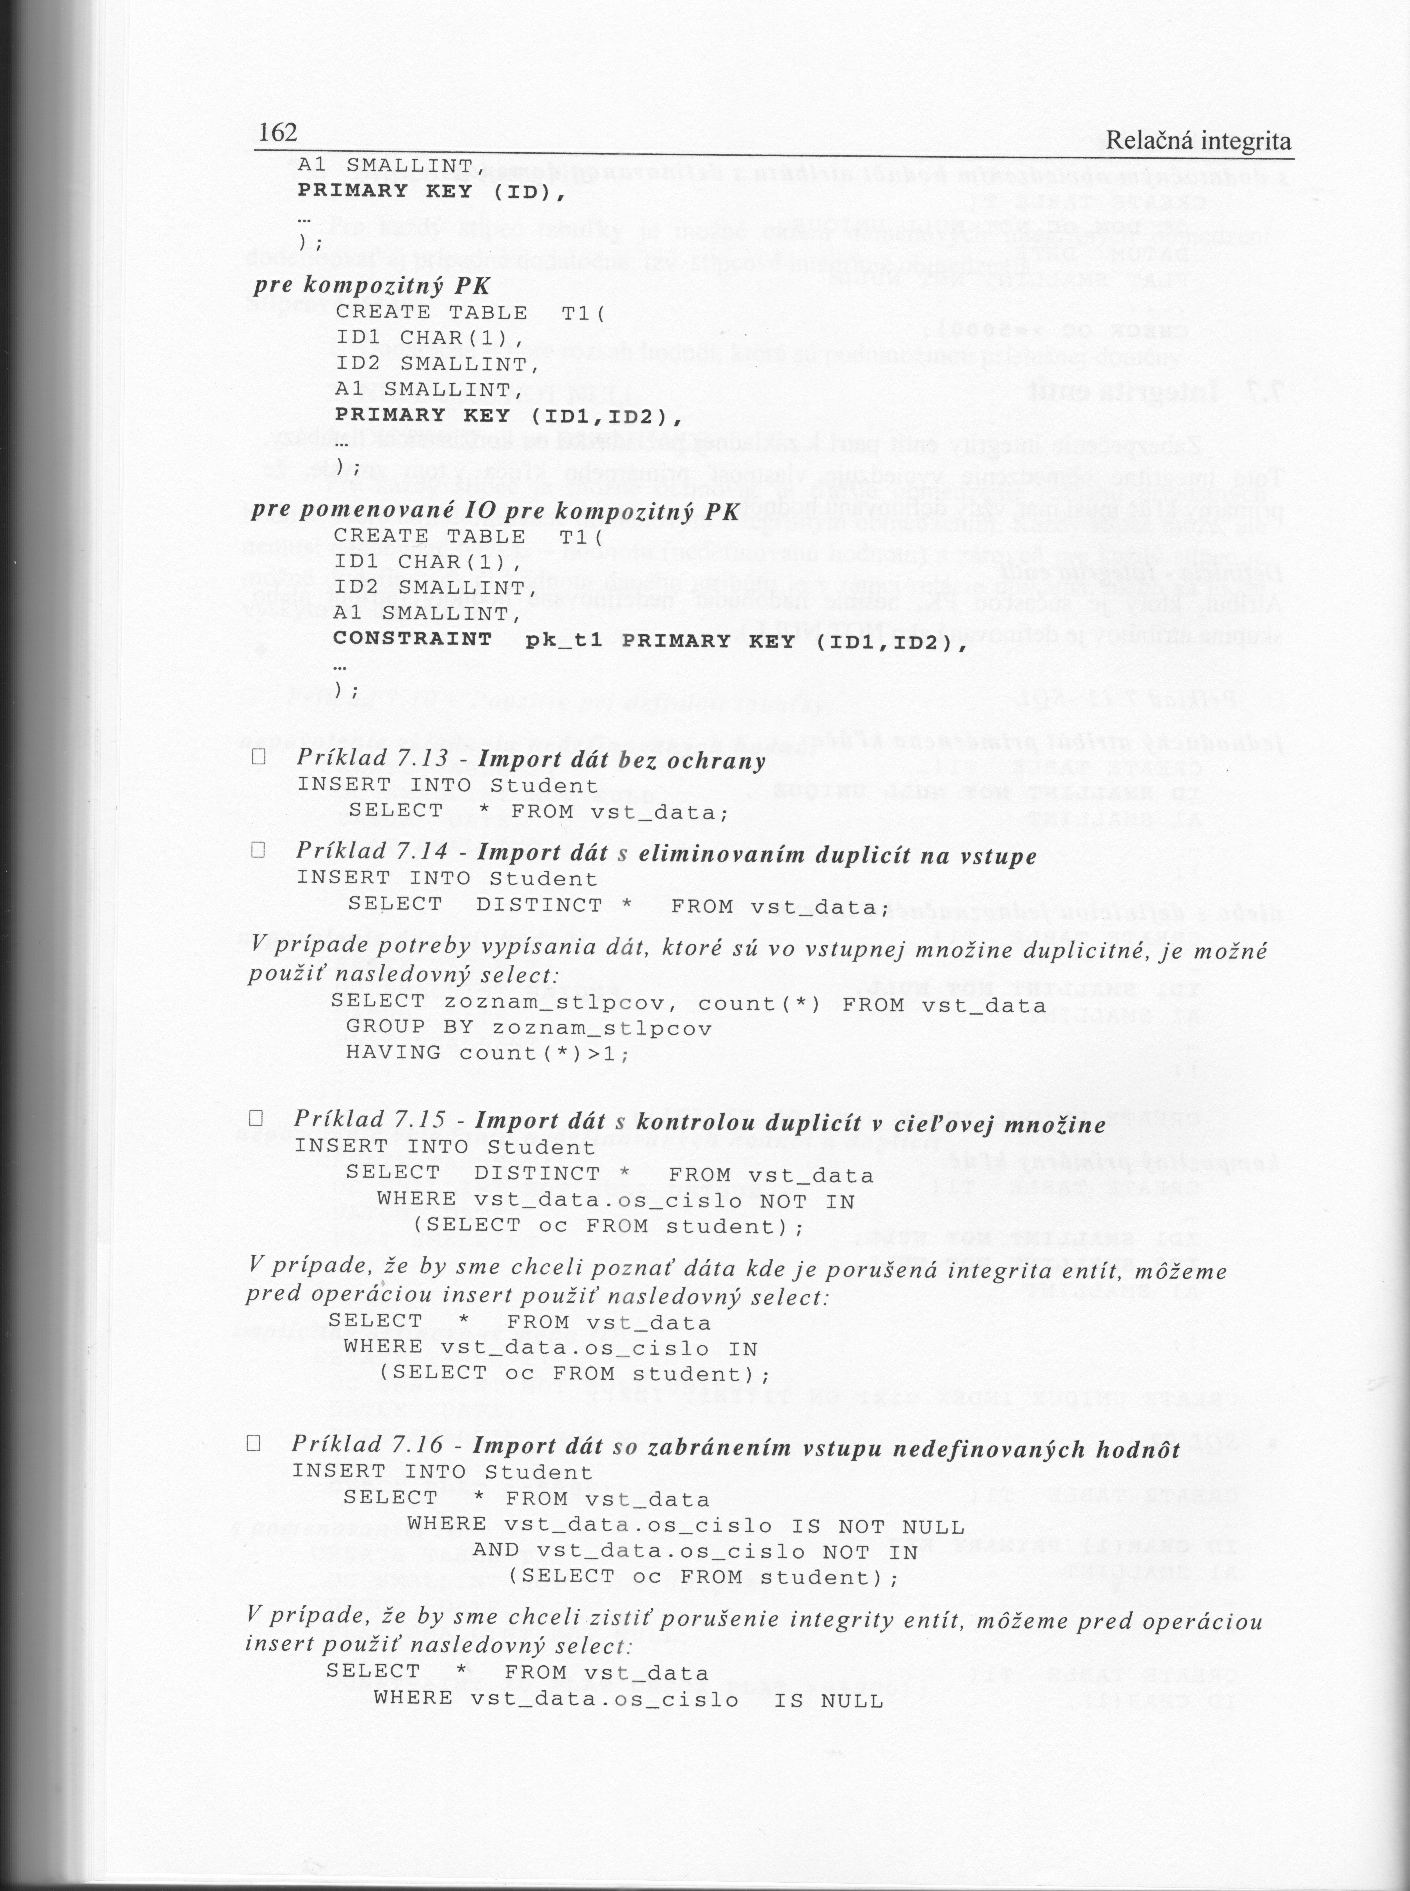 162
Relačná integrita
A1 SMALLINT,
PRIMARY KEY (ID),
…
);
pre kompozitný PK
CREATE TABLE T1(
ID1 CHAR(1),
ID2 SMALLINT,
A1 SMALLINT,
PRIMARY KEY (ID1,ID2),
…
);
pre pomenované IO pre kompozitný PK
CREATE TABLE T1(
ID1 CHAR(1),
ID2 SMALLINT,
A1 SMALLINT,
CONSTRAINT pk_t1 PRIMARY KEY (ID1,ID2),
…
);
□ Príklad 7.13 - Import dát bez ochrany
INSERT INTO Student
SELECT * FROM vst_data;
□ Príklad 7.14 - Import dát s eliminovaním duplicít na vstupe
INSERT INTO Student
SELECT DISTINCT * FROM vst_data;
V prípade potreby vypísania dát, ktoré sú vo vstupnej množine duplicitné, je možné
použiť nasledovný select:
SELECT zoznam_stlpcov, count(*) FROM vst_data
GROUP BY zoznam_stlpcov
HAVING count(*)>1;
□ Príklad 7.15 - Import dát s kontrolou duplicít v cieľovej množine
INSERT INTO Student
SELECT DISTINCT * FROM vst_data
WHERE vst_data.os_cislo NOT IN
(SELECT oc FROM student);
V prípade, že by sme chceli poznať dáta kde je porušená integrita entít, môžeme
pred operáciou insert použiť nasledovný select:
SELECT * FROM vst_data
WHERE vst_data.os_cislo IN
(SELECT oc FROM student);
□ Príklad 7.16 - Import dát so zabránením vstupu nedefinovaných hodnôt
INSERT INTO Student
SELECT * FROM vst_data
WHERE vst_data.os_cislo IS NOT NULL
AND vst_data.os_cislo NOT IN
(SELECT oc FROM student);
V prípade, že by sme chceli zistiť porušenie integrity entít, môžeme pred operáciou
insert použiť nasledovný select:
SELECT * FROM vst_data
WHERE vst_data.os_cislo IS NULL